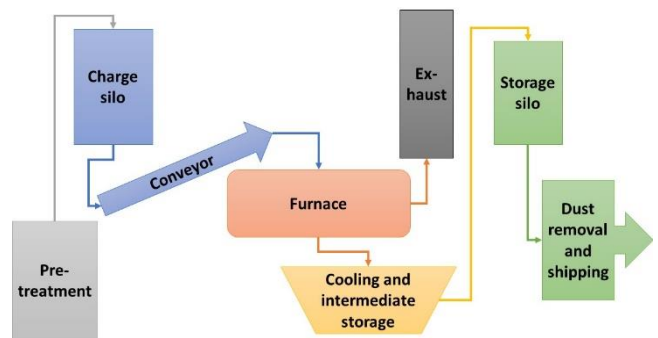 Charge
silo
Conveyor
Pre-
treatment
Furnace
Ex-
haust
Cooling and
intermediate
storage
Storage
silo
Dust
removal
and
shipping